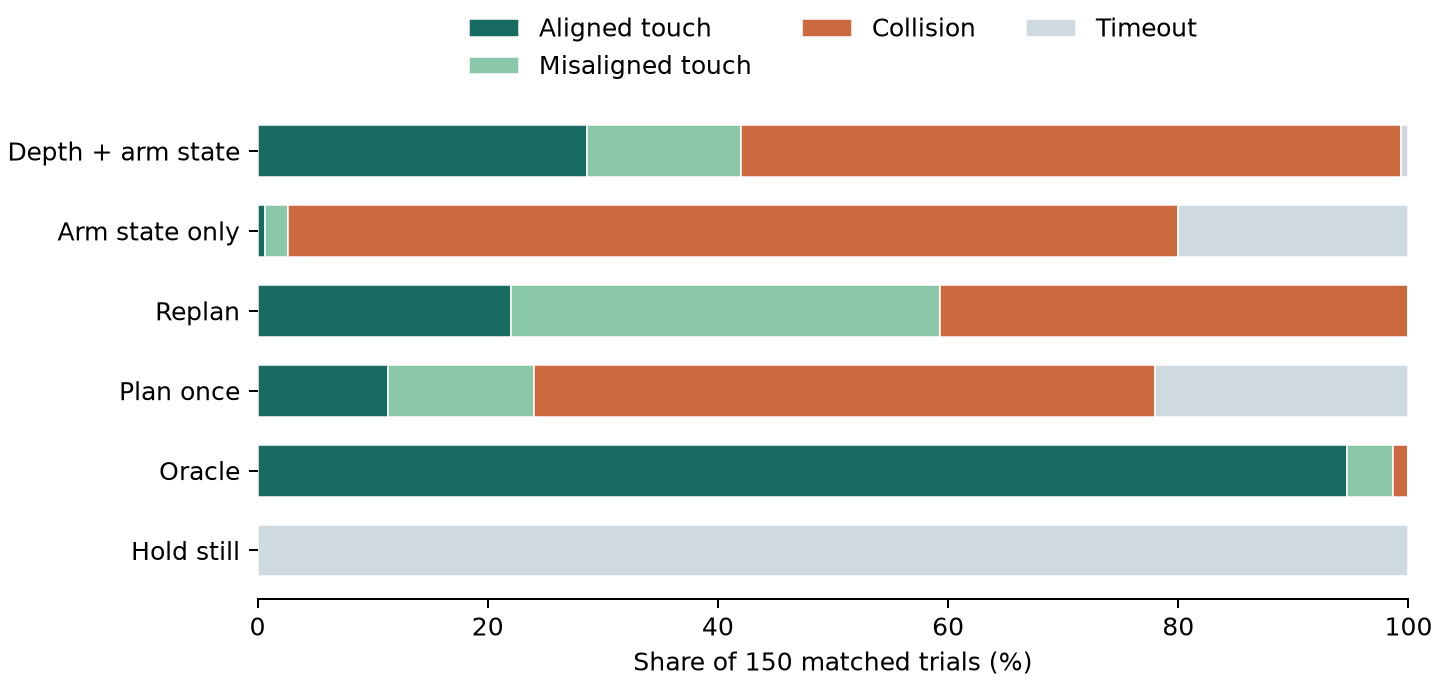 Aligned touch
Misaligned touch
Collision
Timeout
Depth + arm state
Arm state only
Replan
Plan once
Oracle
Hold still
0 20 40 60 80 100
Share of 150 matched trials (%)